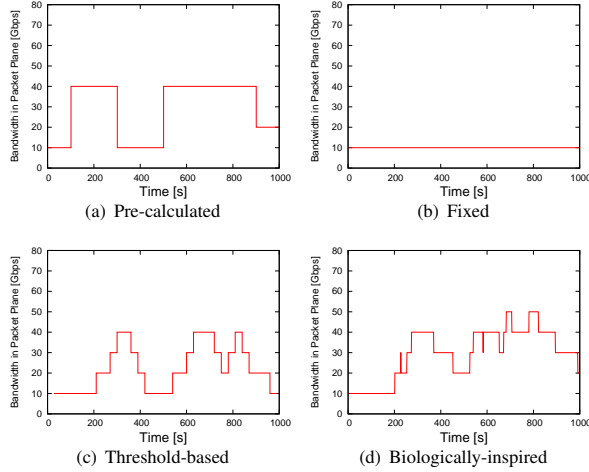 Bandwidth in Packet Plane [Gbps]
80
70
60
50
40
30
20
10
0
0 200 400 600 800 1000
Time [s]
(a) Pre-calculated
Bandwidth in Packet Plane [Gbps]
80
70
60
50
40
30
20
10
0
0 200 400 600 800 1000
Time [s]
(b) Fixed
Bandwidth in Packet Plane [Gbps]
80
70
60
50
40
30
20
10
0
0 200 400 600 800 1000
Time [s]
(c) Threshold-based
Bandwidth in Packet Plane [Gbps]
80
70
60
50
40
30
20
10
0
0 200 400 600 800 1000
Time [s]
(d) Biologically-inspired